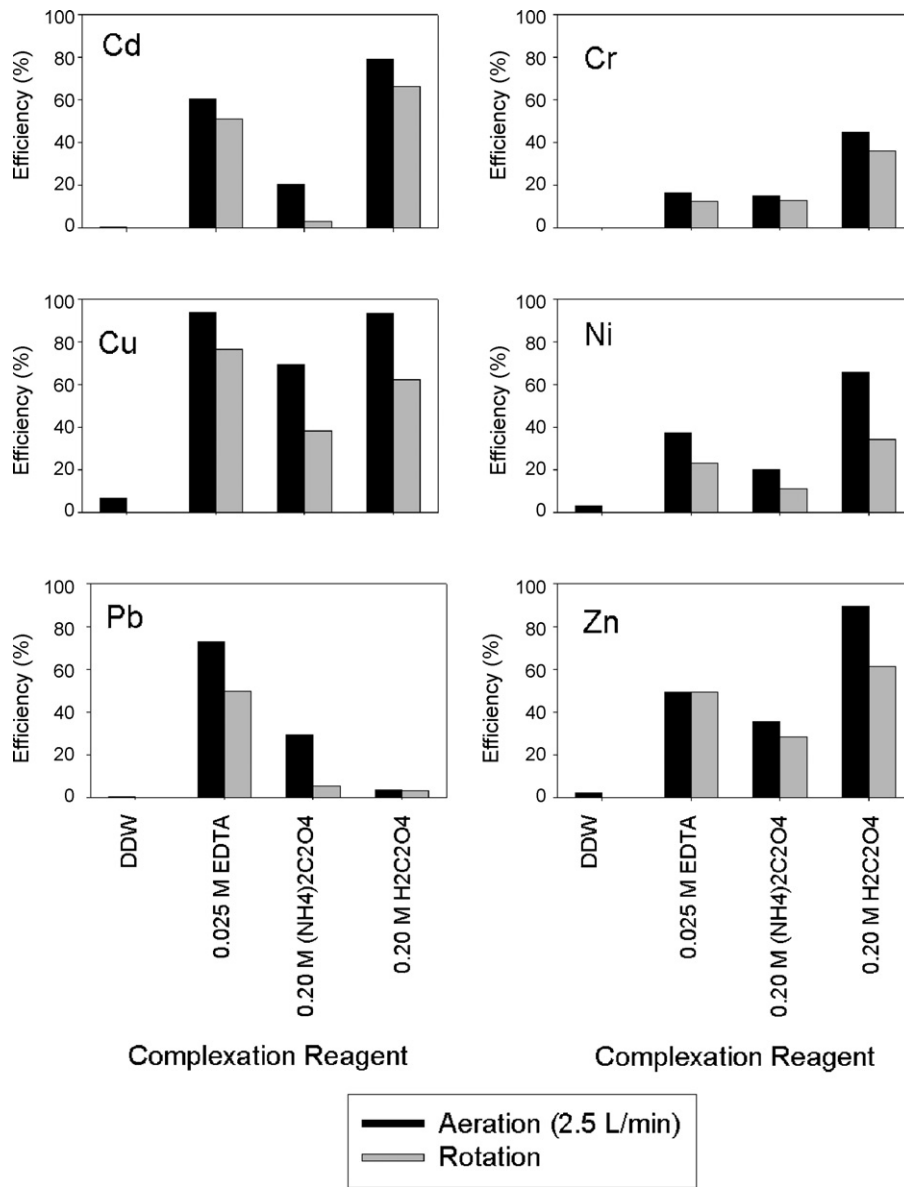 100
80
60
40
20
0
Efficiency (%)
Cd
100
80
60
40
20
0
Efficiency (%)
Cr
100
80
60
40
20
0
Efficiency (%)
Cu
100
80
60
40
20
0
Efficiency (%)
Ni
100
80
60
40
20
0
Efficiency (%)
Pb
DDW
0.025 M EDTA
0.20 M (NH4)2C2O4
0.20 M H2C2O4
Complexation Reagent
100
80
60
40
20
0
Efficiency (%)
Zn
DDW
0.025 M EDTA
0.20 M (NH4)2C2O4
0.20 M H2C2O4
Complexation Reagent
Aeration (2.5 L/min)
Rotation